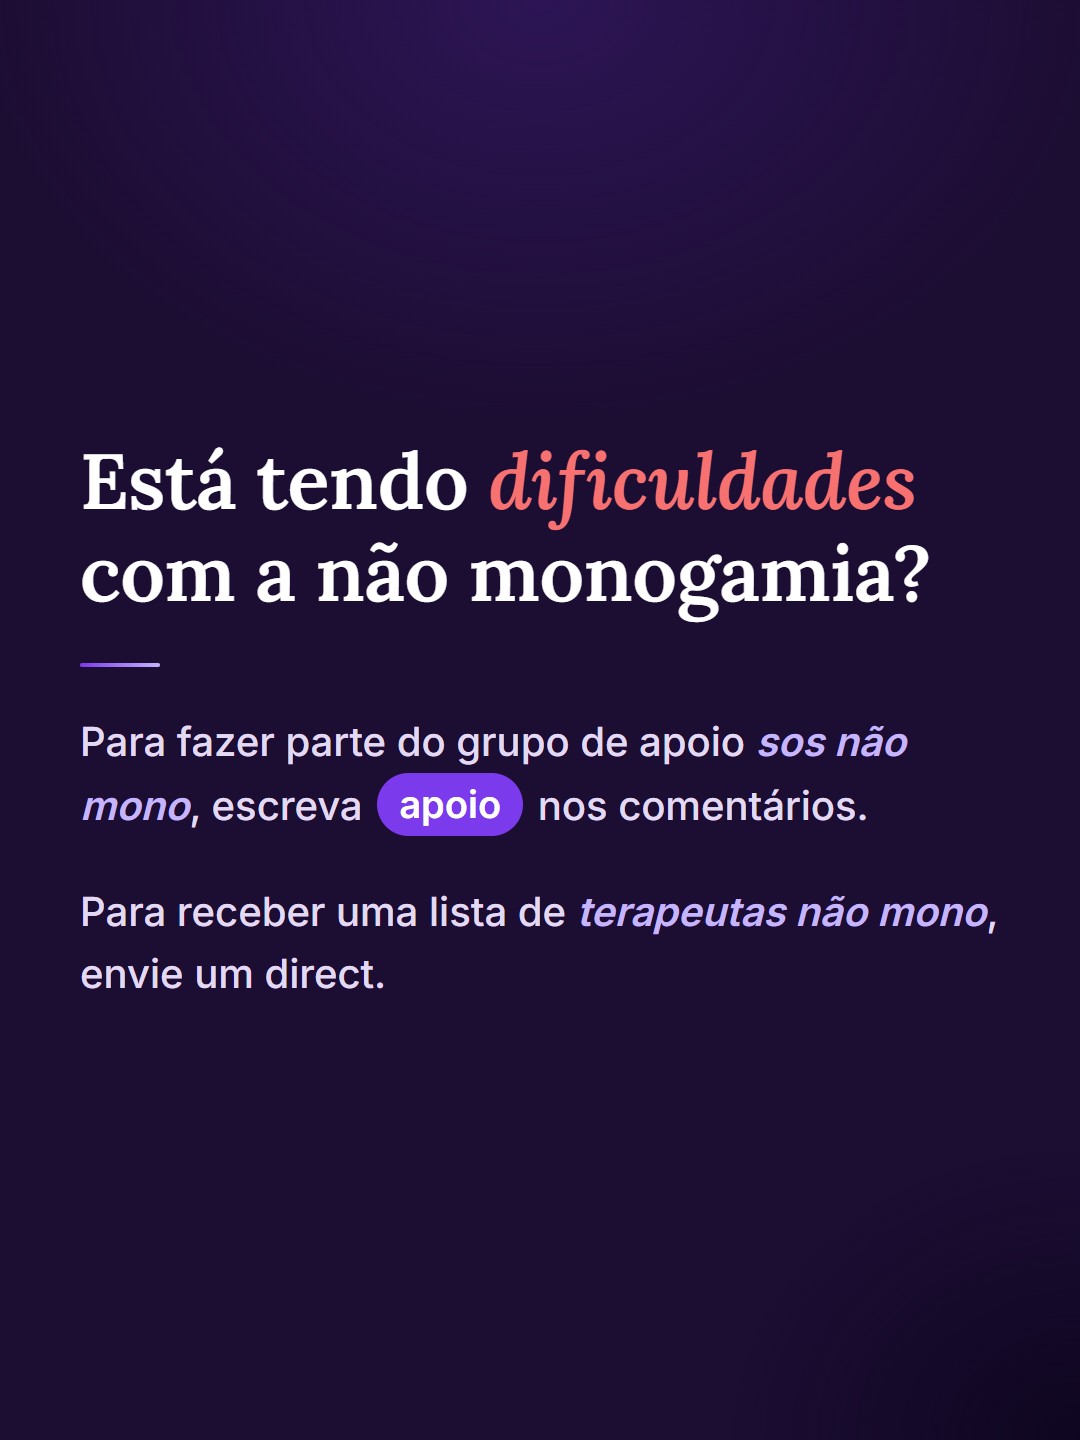 Está tendo dificuldades
com a não monogamia?
Para fazer parte do grupo de apoio sos não
mono, escreva apoio nos comentários.
Para receber uma lista de terapeutas não mono,
envie um direct.